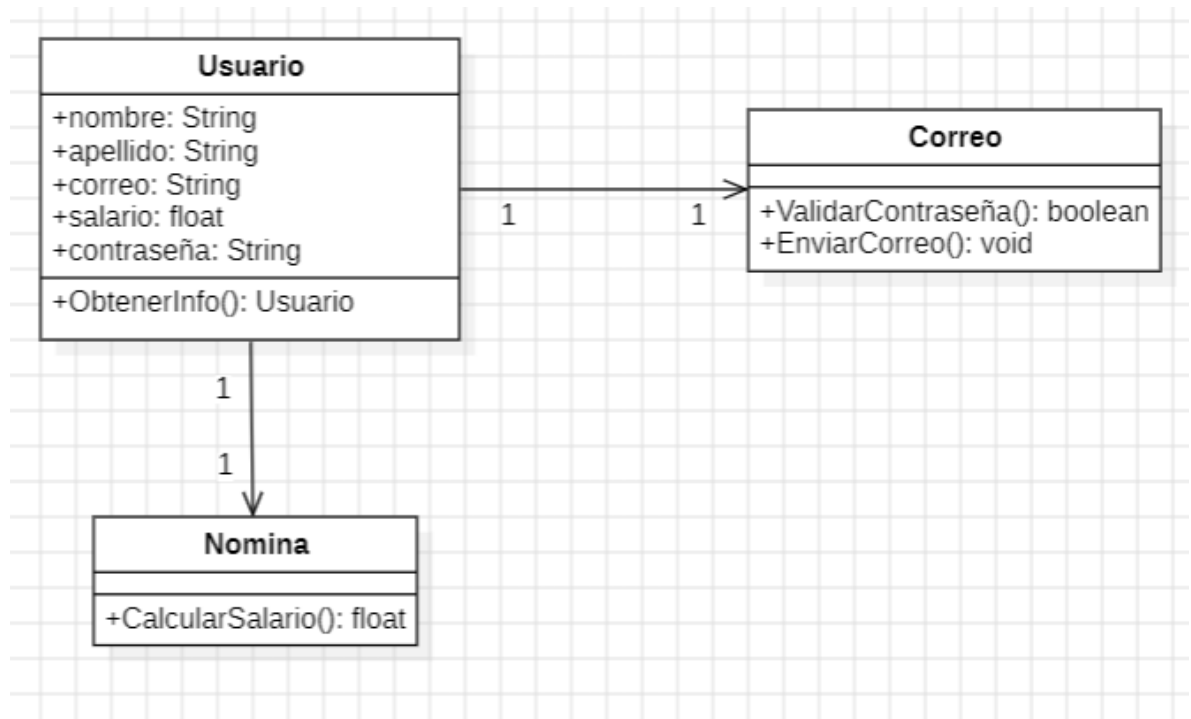 Usuario
+nombre: String
+apellido: String
+correo: String
+salario: float
+contraseña: String
+ObtenerInfo(): Usuario
1
1
Correo
+ValidarContraseña(): boolean
+EnviarCorreo(): void
1
1
Nomina
+CalcularSalario(): float